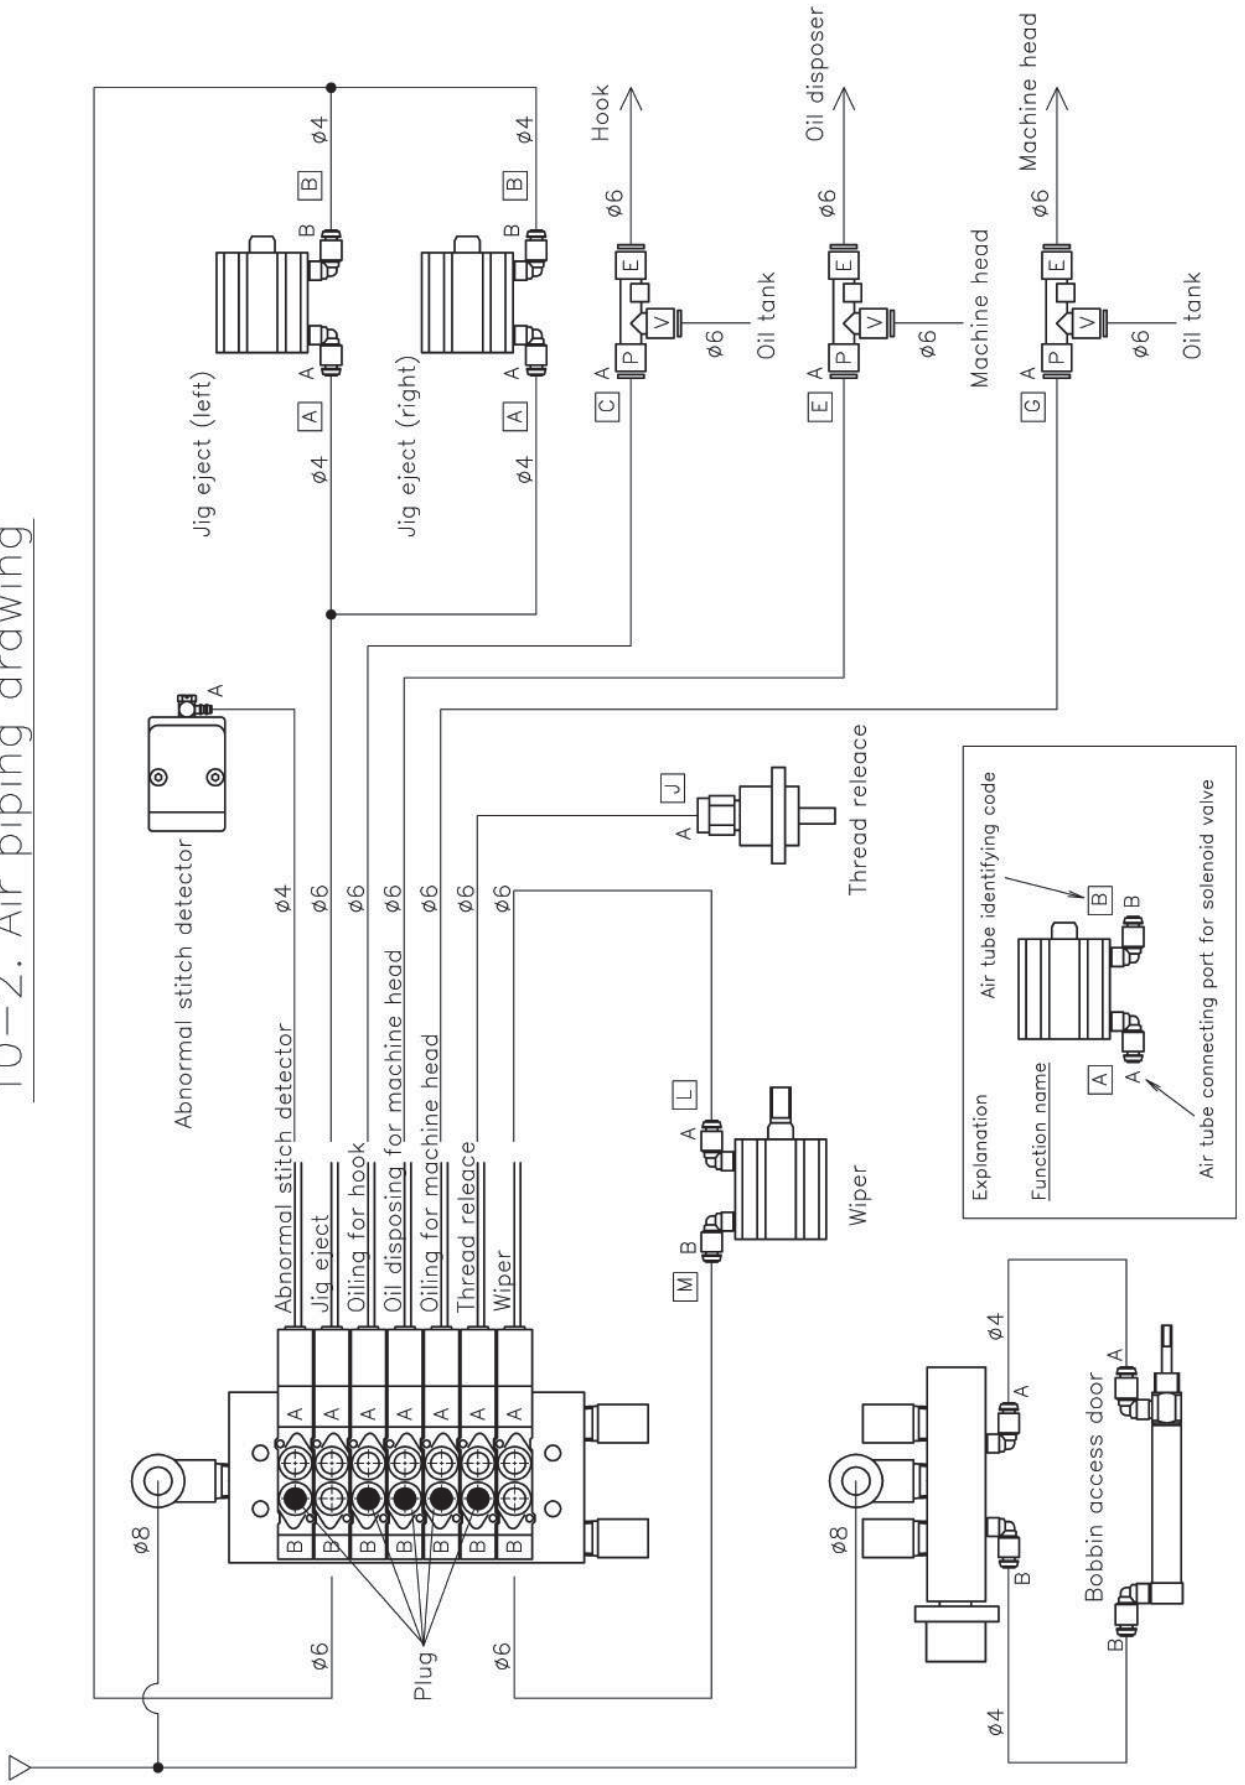 10-2. Air piping drawing
ø8
Abnormal stitch detector
A
Jig eject (left)
A
A
ø4
B
B
ø4
Jig eject (right)
A
A
ø4
B
B
ø4
Abnormal stitch detector
ø4
Jig eject
ø6
Oiling for hook
ø6
Oil disposing for machine head
ø6
Oiling for machine head
ø6
Thread releace
ø6
Wiper
ø6
B
A
B
A
B
A
B
A
B
A
B
A
B
A
ø6
Plug
ø6
C
A
P
V
E
ø6
Hook
ø6
Oil tank
E
A
P
V
E
ø6
Oil disposer
ø6
Machine head
G
A
P
V
E
ø6
Machine head
ø6
Oil tank
J
A
Thread releace
M
B
A
L
Wiper
ø8
B
A
ø4
ø4
Bobbin access door
B
A
Explanation
Air tube identifying code
Function name
A
A
B
B
Air tube connecting port for solenoid valve